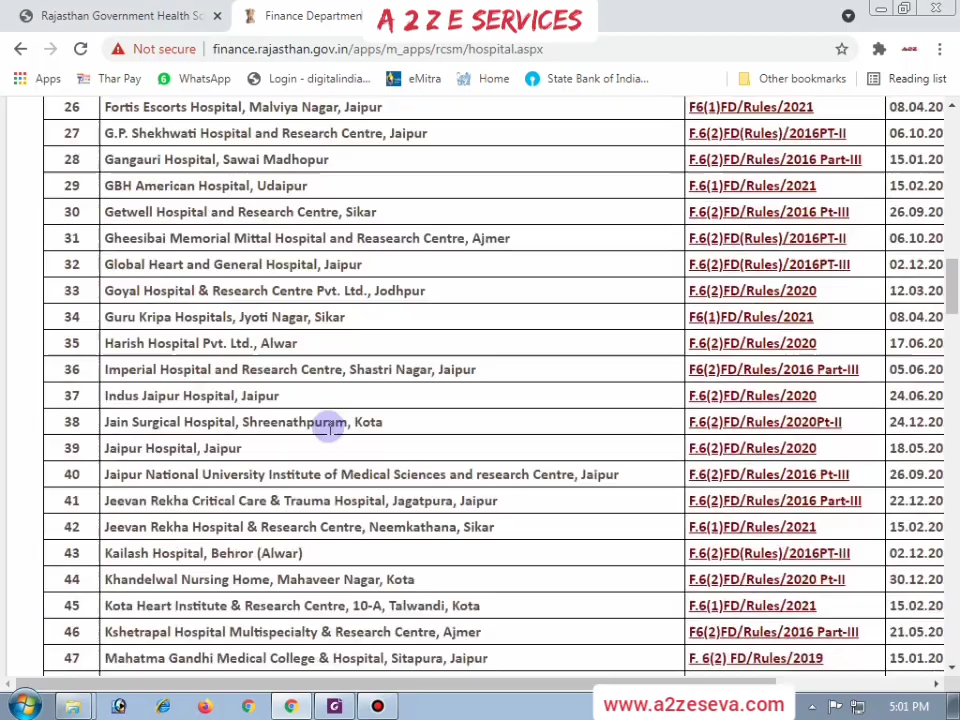 Rajasthan Government Health Sc
Finance Departmen
A 2 Z E SERVICES
Not secure
finance.rajasthan.gov.in/apps/m_apps/rcsm/hospital.aspx
Apps
Thar Pay
WhatsApp
Login - digitalindia...
eMitra
Home
State Bank of India...
Other bookmarks
Reading list
26 Fortis Escorts Hospital, Malviya Nagar, Jaipur F6(1)FD/Rules/2021 08.04.20
27 G.P. Shekhwati Hospital and Research Centre, Jaipur F.6(2)FD(Rules)/2016PT-II 06.10.20
28 Gangauri Hospital, Sawai Madhopur F.6(2)FD/Rules/2016 Part-III 15.01.20
29 GBH American Hospital, Udaipur F.6(1)FD/Rules/2021 15.02.20
30 Getwell Hospital and Research Centre, Sikar F.6(2)FD/Rules/2016 Pt-III 26.09.20
31 Gheesibai Memorial Mittal Hospital and Reasearch Centre, Ajmer F.6(2)FD(Rules)/2016PT-II 06.10.20
32 Global Heart and General Hospital, Jaipur F.6(2)FD(Rules)/2016PT-III 02.12.20
33 Goyal Hospital & Research Centre Pvt. Ltd., Jodhpur F.6(2)FD/Rules/2020 12.03.20
34 Guru Kripa Hospitals, Jyoti Nagar, Sikar F6(1)FD/Rules/2021 08.04.20
35 Harish Hospital Pvt. Ltd., Alwar F.6(2)FD/Rules/2020 17.06.20
36 Imperial Hospital and Research Centre, Shastri Nagar, Jaipur F6(2)FD/Rules/2016 Part-III 05.06.20
37 Indus Jaipur Hospital, Jaipur F.6(2)FD/Rules/2020 24.06.20
38 Jain Surgical Hospital, Shreenathpuram, Kota F.6(2)FD/Rules/2020Pt-II 24.12.20
39 Jaipur Hospital, Jaipur F.6(2)FD/Rules/2020 18.05.20
40 Jaipur National University Institute of Medical Sciences and research Centre, Jaipur F.6(2)FD/Rules/2016 Pt-III 26.09.20
41 Jeevan Rekha Critical Care & Trauma Hospital, Jagatpura, Jaipur F.6(2)FD/Rules/2016 Part-III 22.12.20
42 Jeevan Rekha Hospital & Research Centre, Neemkathana, Sikar F.6(1)FD/Rules/2021 15.02.20
43 Kailash Hospital, Behror (Alwar) F.6(2)FD(Rules)/2016PT-III 02.12.20
44 Khandelwal Nursing Home, Mahaveer Nagar, Kota F.6(2)FD/Rules/2020 Pt-II 30.12.20
45 Kota Heart Institute & Research Centre, 10-A, Talwandi, Kota F.6(1)FD/Rules/2021 15.02.20
46 Kshetrapal Hospital Multispecialty & Research Centre, Ajmer F6(2)FD/Rules/2016 Part-III 21.05.20
47 Mahatma Gandhi Medical College & Hospital, Sitapura, Jaipur F. 6(2) FD/Rules/2019 15.01.20
www.a2zeseva.com
5:01 PM